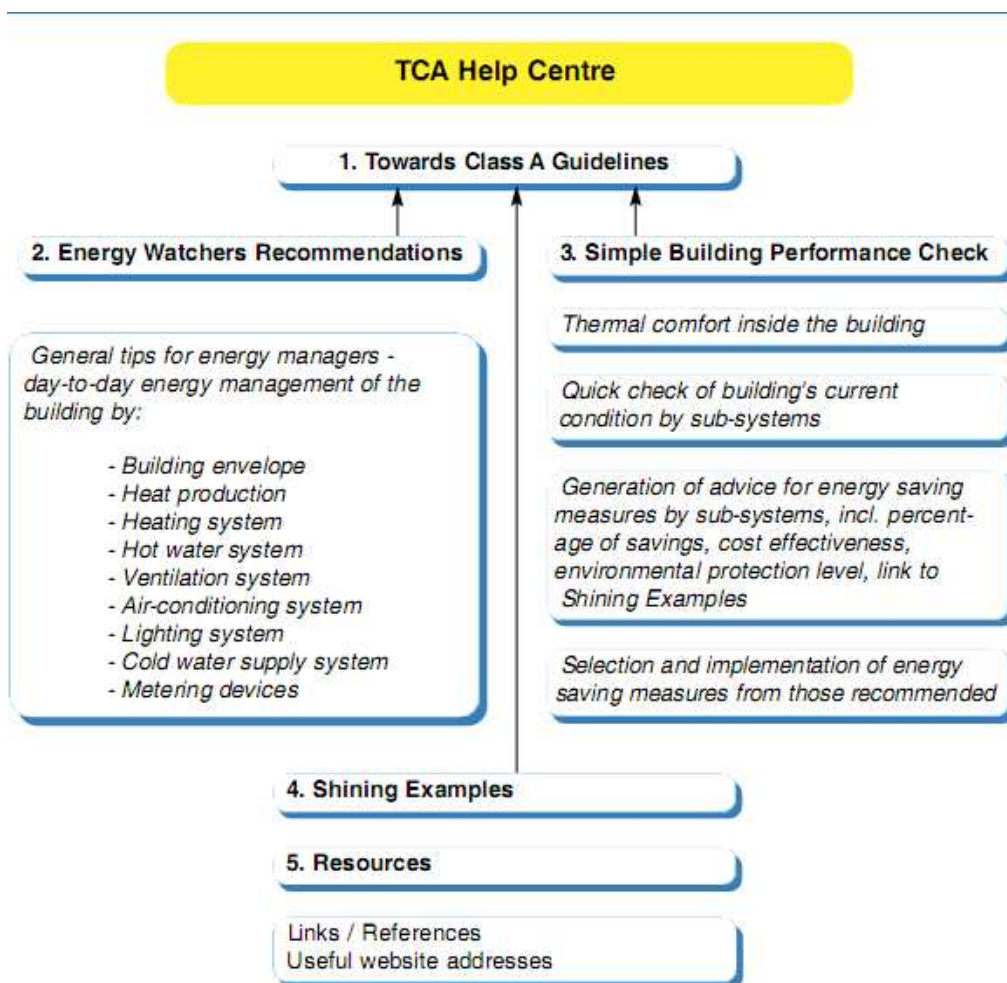 TCA Help Centre
1. Towards Class A Guidelines
2. Energy Watchers Recommendations
General tips for energy managers -
day-to-day energy management of the
building by:
- Building envelope
- Heat production
- Heating system
- Hot water system
- Ventilation system
- Air-conditioning system
- Lighting system
- Cold water supply system
- Metering devices
3. Simple Building Performance Check
Thermal comfort inside the building
Quick check of building's current
condition by sub-systems
Generation of advice for energy saving
measures by sub-systems, incl. percent-
age of savings, cost effectiveness,
environmental protection level, link to
Shining Examples
Selection and implementation of energy
saving measures from those recommended
4. Shining Examples
5. Resources
Links / References
Useful website addresses